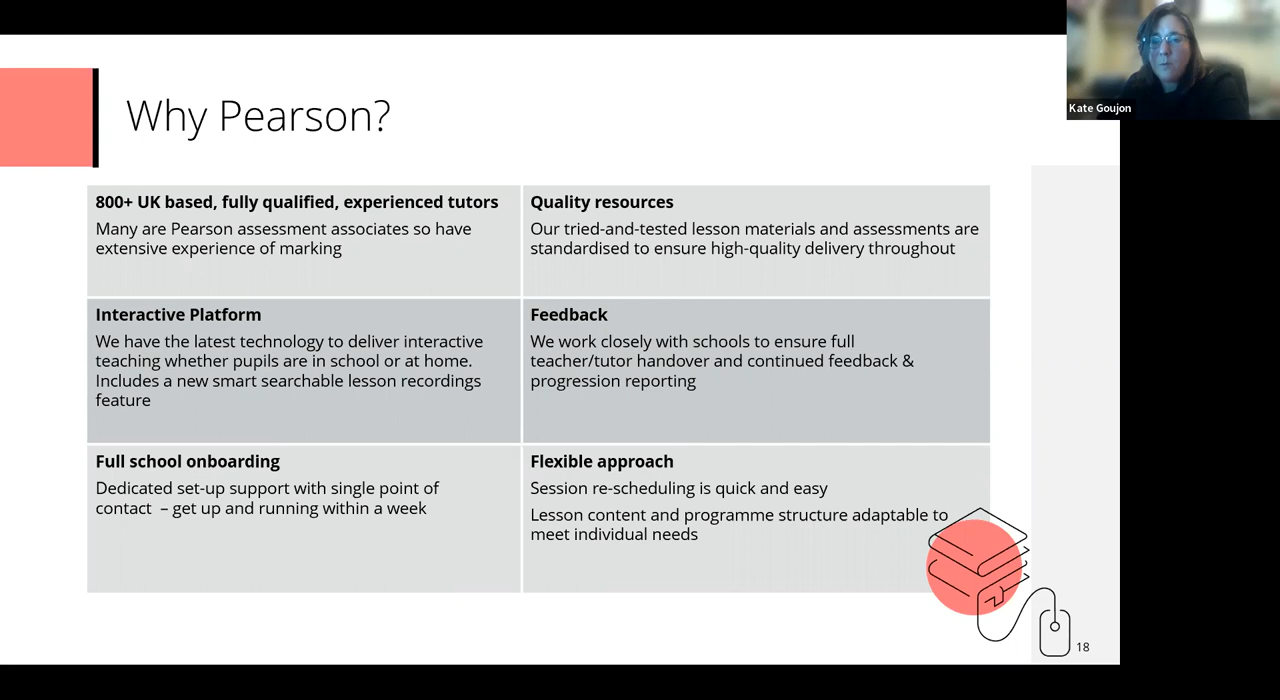 Kate Goujon
Why Pearson?
800+ UK based, fully qualified, experienced tutors
Many are Pearson assessment associates so have
extensive experience of marking
Quality resources
Our tried-and-tested lesson materials and assessments are
standardised to ensure high-quality delivery throughout
Interactive Platform
We have the latest technology to deliver interactive
teaching whether pupils are in school or at home.
Includes a new smart searchable lesson recordings
feature
Feedback
We work closely with schools to ensure full
teacher/tutor handover and continued feedback &
progression reporting
Full school onboarding
Dedicated set-up support with single point of
contact – get up and running within a week
Flexible approach
Session re-scheduling is quick and easy
Lesson content and programme structure adaptable to
meet individual needs
18